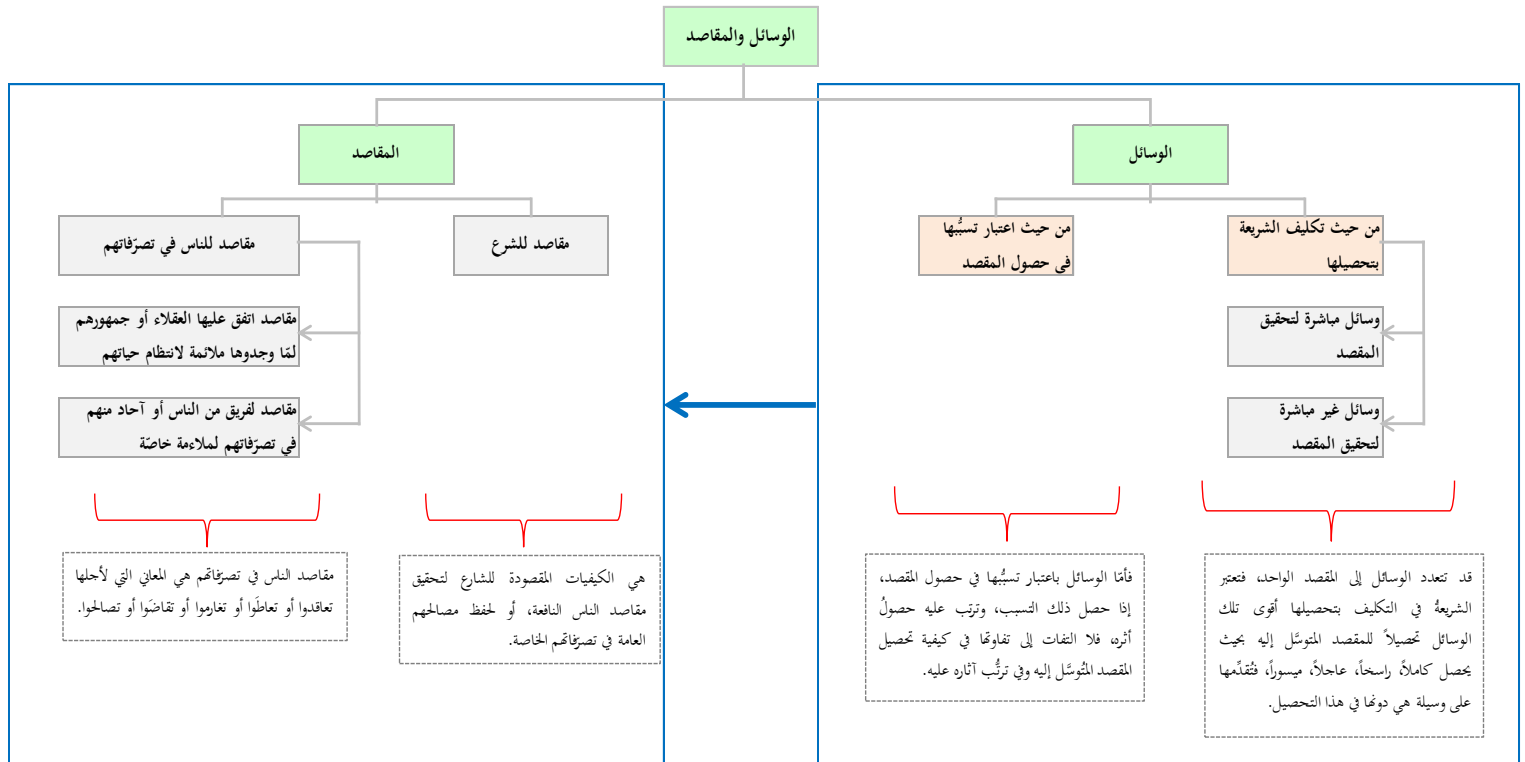 الوسائل والمقاصد
الوسائل
من حيث تكليف الشريعة
بتحصيلها
وسائل مباشرة لتحقيق
المقصد
وسائل غير مباشرة
لتحقيق المقصد
قد تتعدد الوسائل إلى المقصد الواحد، فتعتبر
الشريعةُ في التكليف بتحصيلها أقوى تلك
الوسائل تحصيلاً للمقصد المتوسَّل إليه بحيث
يحصل كاملاً، راسخاً، عاجلاً، ميسوراً، فتُقدِّمها
على وسيلة هي دونها في هذا التحصيل.
من حيث اعتبار تسبُّبها
في حصول المقصد
فأمّا الوسائل باعتبار تسبُّبها في حصول المقصد،
إذا حصل ذلك التسبب، وترتب عليه حصولُ
أثره، فلا التفات إلى تفاوتها في كيفية تحصيل
المقصد المتُوسَّل إليه وفي ترتُّب آثاره عليه.
المقاصد
مقاصد للشرع
هي الكيفيات المقصودة للشارع لتحقيق
مقاصد الناس النافعة، أو لحفظ مصالحهم
العامة في تصرّفاتهم الخاصة.
مقاصد للناس في تصرّفاتهم
مقاصد اتفق عليها العقلاء أو جمهورهم
لمّا وجدوها ملائمة لانتظام حياتهم
مقاصد لفريق من الناس أو آحاد منهم
في تصرّفاتهم لملاءمة خاصّة
مقاصد الناس في تصرّفاتهم هي المعاني التي لأجلها
تعاقدوا أو تعاطَوا أو تغارموا أو تقاضَوا أو تصالحوا.